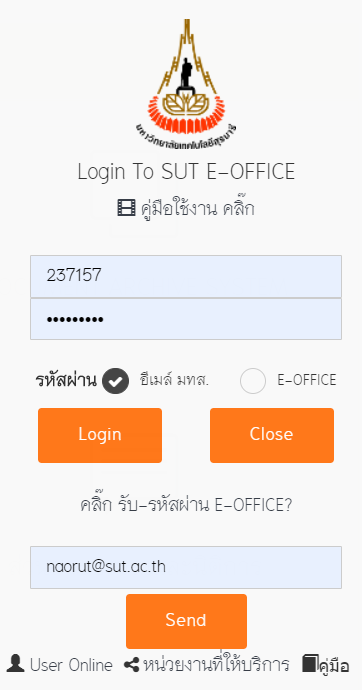 มหาวิทยาลัยเทคโนโลยีสุรนารี
Login To SUT E-OFFICE
คู่มือใช้งาน คลิ๊ก
237157
•••••••••
รหัสผ่าน อีเมล์ มทส. E-OFFICE
Login Close
คลิ๊ก รับ-รหัสผ่าน E-OFFICE?
naorut@sut.ac.th
Send
User Online หน่วยงานที่ให้บริการ คู่มือ